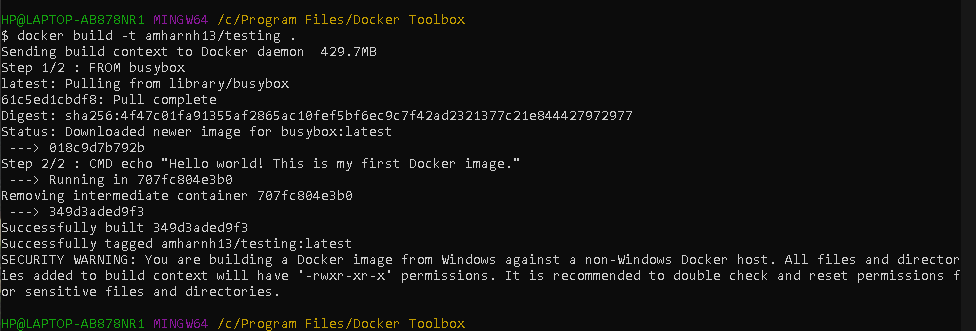 HP@LAPTOP-AB878NR1 MINGW64 /c/Program Files/Docker Toolbox
$ docker build -t amharnh13/testing .
Sending build context to Docker daemon  429.7MB
Step 1/2 : FROM busybox
latest: Pulling from library/busybox
61c5ed1cbdf8: Pull complete
Digest: sha256:4f47c01fa91355af2865ac10fef5bf6ec9c7f42ad2321377c21e844427972977
Status: Downloaded newer image for busybox:latest
 ---> 018c9d7b792b
Step 2/2 : CMD echo "Hello world! This is my first Docker image."
 ---> Running in 707fc804e3b0
Removing intermediate container 707fc804e3b0
 ---> 349d3aded9f3
Successfully built 349d3aded9f3
Successfully tagged amharnh13/testing:latest
SECURITY WARNING: You are building a Docker image from Windows against a non-Windows Docker host. All files and director
ies added to build context will have '-rwxr-xr-x' permissions. It is recommended to double check and reset permissions f
or sensitive files and directories.
HP@LAPTOP-AB878NR1 MINGW64 /c/Program Files/Docker Toolbox